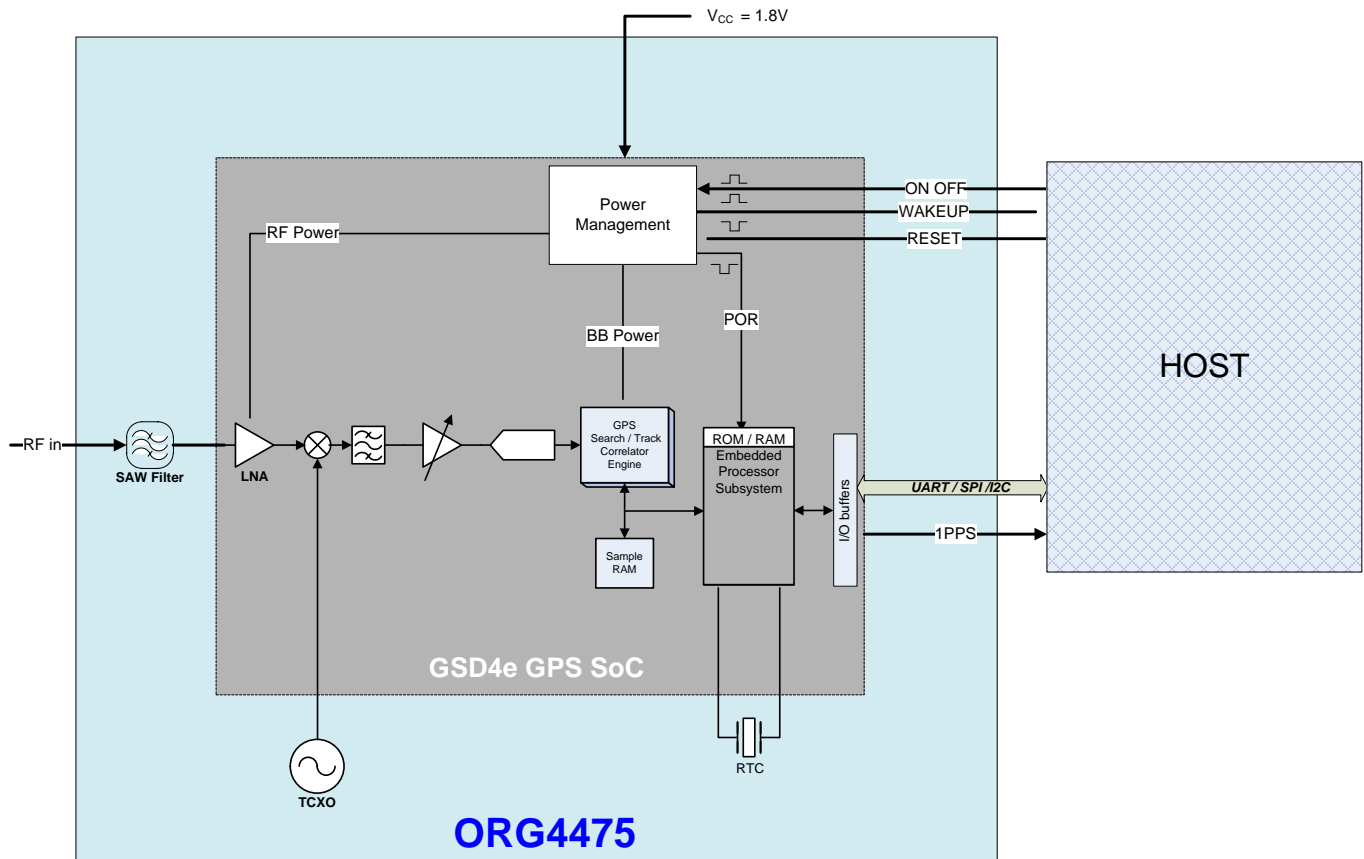 V_CC = 1.8V
Power
Management
ON OFF
WAKEUP
RESET
RF Power
POR
BB Power
HOST
RF in
SAW Filter
LNA
GPS
Search / Track
Correlator
Engine
ROM / RAM
Embedded
Processor
Subsystem
I/O buffers
UART / SPI /I2C
1PPS
Sample
RAM
GSD4e GPS SoC
RTC
TCXO
ORG4475